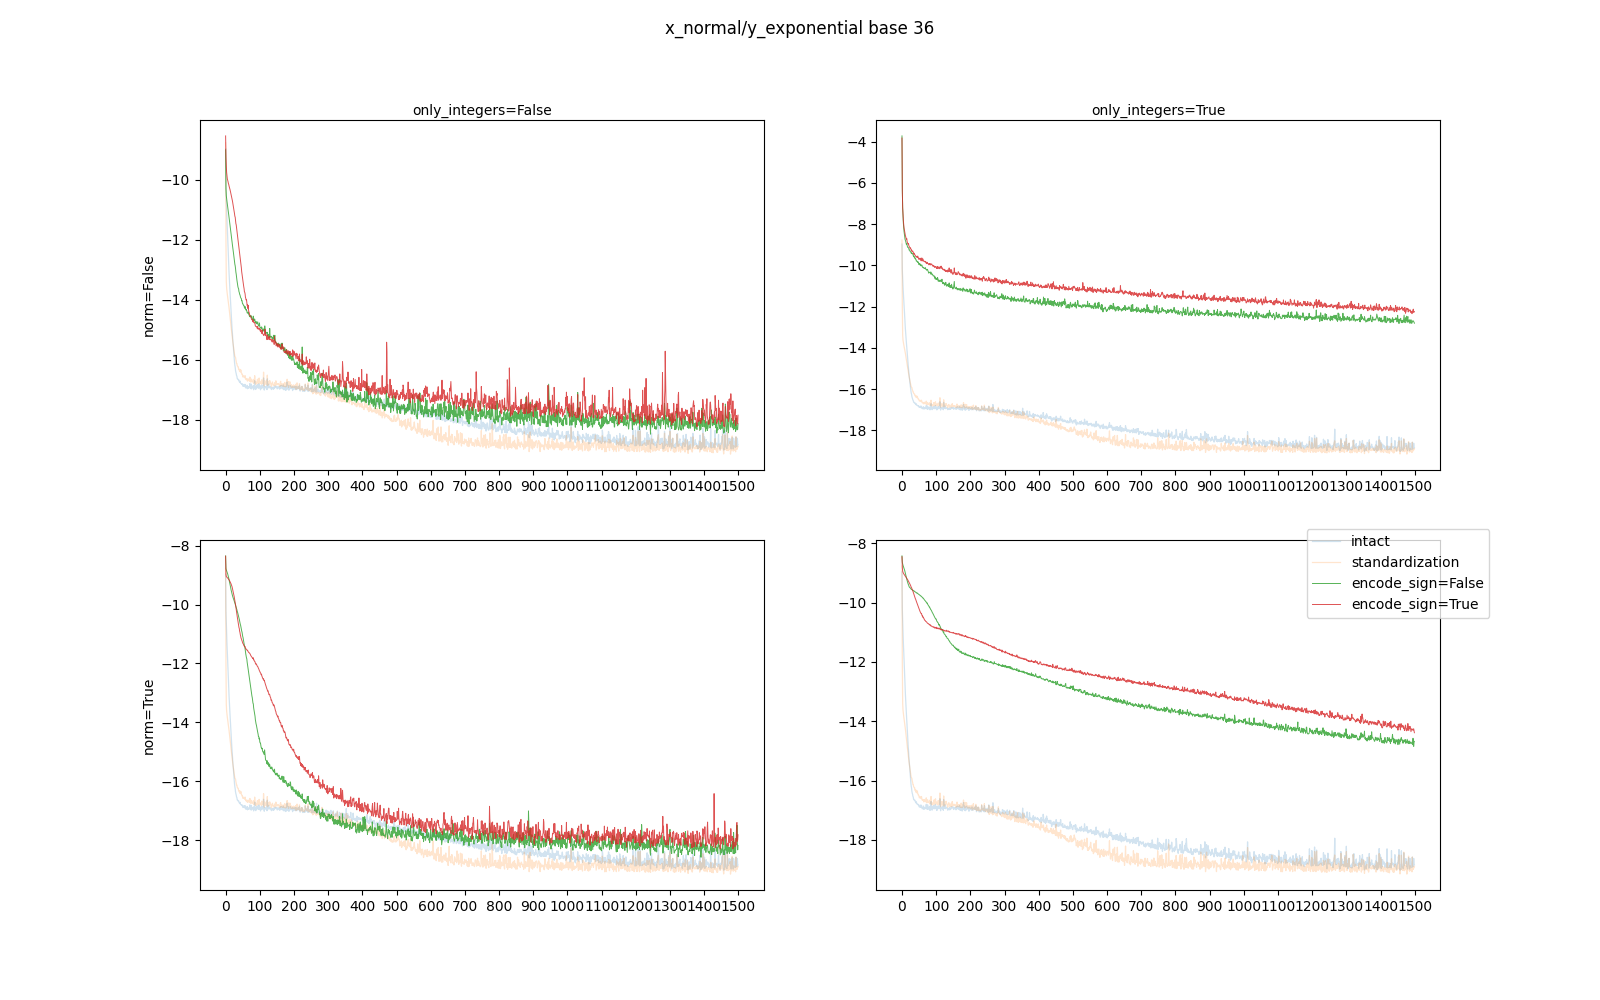 x_normal/y_exponential base 36
only_integers=False
only_integers=True
norm=False
−10
−12
−14
−16
−18
0 100 200 300 400 500 600 700 800 900 1000 1100 1200 1300 1400 1500
−4
−6
−8
−10
−12
−14
−16
−18
0 100 200 300 400 500 600 700 800 900 1000 1100 1200 1300 1400 1500
norm=True
−8
−10
−12
−14
−16
−18
0 100 200 300 400 500 600 700 800 900 1000 1100 1200 1300 1400 1500
−8
−10
−12
−14
−16
−18
0 100 200 300 400 500 600 700 800 900 1000 1100 1200 1300 1400 1500
intact
standardization
encode_sign=False
encode_sign=True